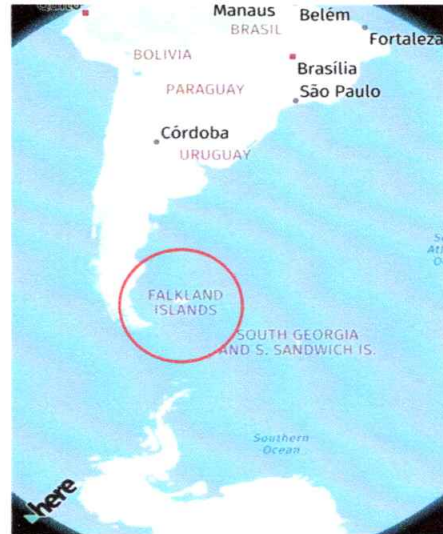 Quito
Manaus
Belém
BRASIL
Fortaleza
BOLIVIA
Brasília
PARAGUAY
São Paulo
Córdoba
URUGUAY
FALKLAND
ISLANDS
SOUTH GEORGIA
AND S. SANDWICH IS.
Southern
Ocean
here